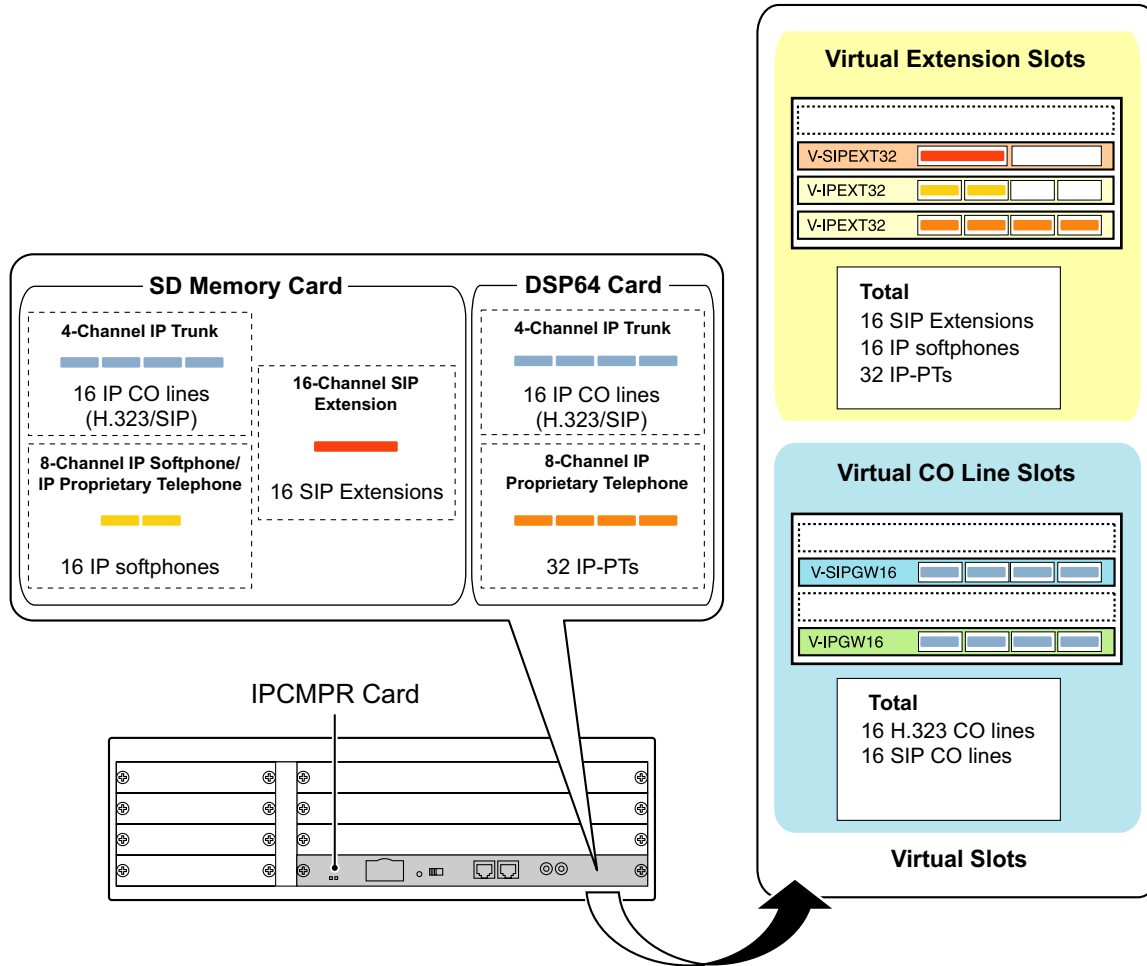 Virtual Extension Slots
V-SIPEXT32
V-IPEXT32
V-IPEXT32
Total
16 SIP Extensions
16 IP softphones
32 IP-PTs
SD Memory Card
4-Channel IP Trunk
16 IP CO lines
(H.323/SIP)
8-Channel IP Softphone/
IP Proprietary Telephone
16 IP softphones
16-Channel SIP
Extension
16 SIP Extensions
DSP64 Card
4-Channel IP Trunk
16 IP CO lines
(H.323/SIP)
8-Channel IP
Proprietary Telephone
32 IP-PTs
Virtual CO Line Slots
V-SIPGW16
V-IPGW16
Total
16 H.323 CO lines
16 SIP CO lines
Virtual Slots
IPCMPR Card